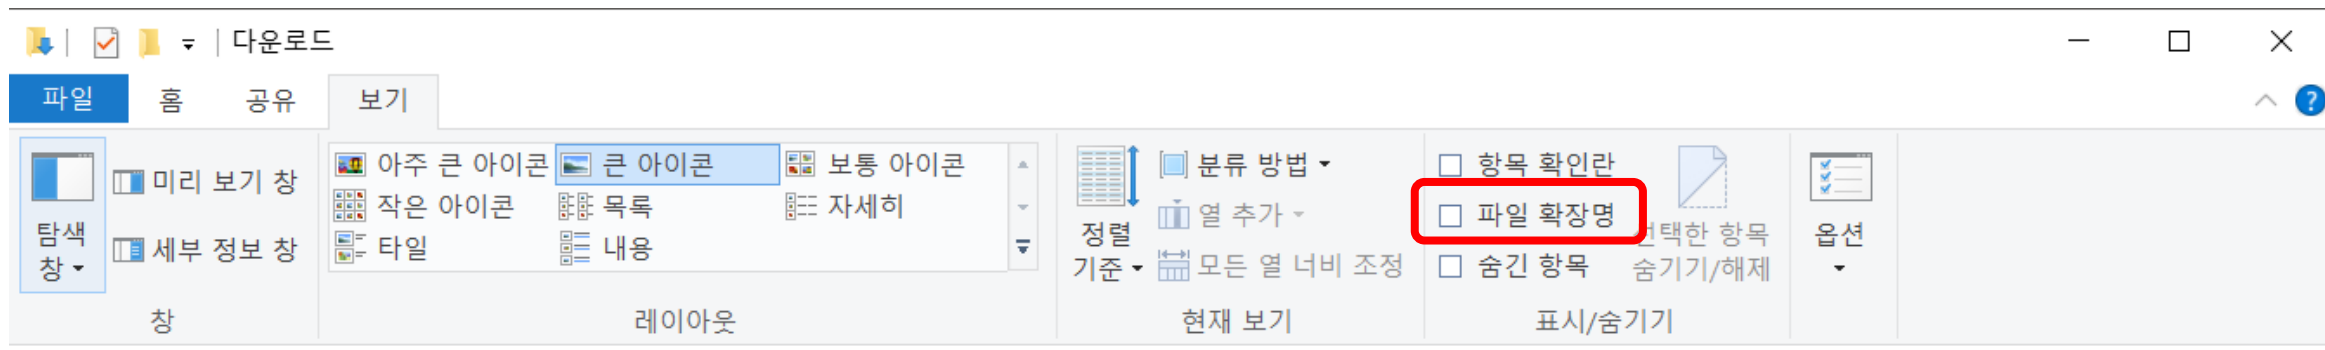 다운로드
파일 홈 공유 보기
탐색
창
미리 보기 창
세부 정보 창
창
아주 큰 아이콘 큰 아이콘 보통 아이콘
작은 아이콘 목록 자세히
타일 내용
레이아웃
정렬
기준
분류 방법
열 추가
모든 열 너비 조정
현재 보기
항목 확인란
파일 확장명
숨긴 항목
선택한 항목
숨기기/해제
표시/숨기기
옵션
?